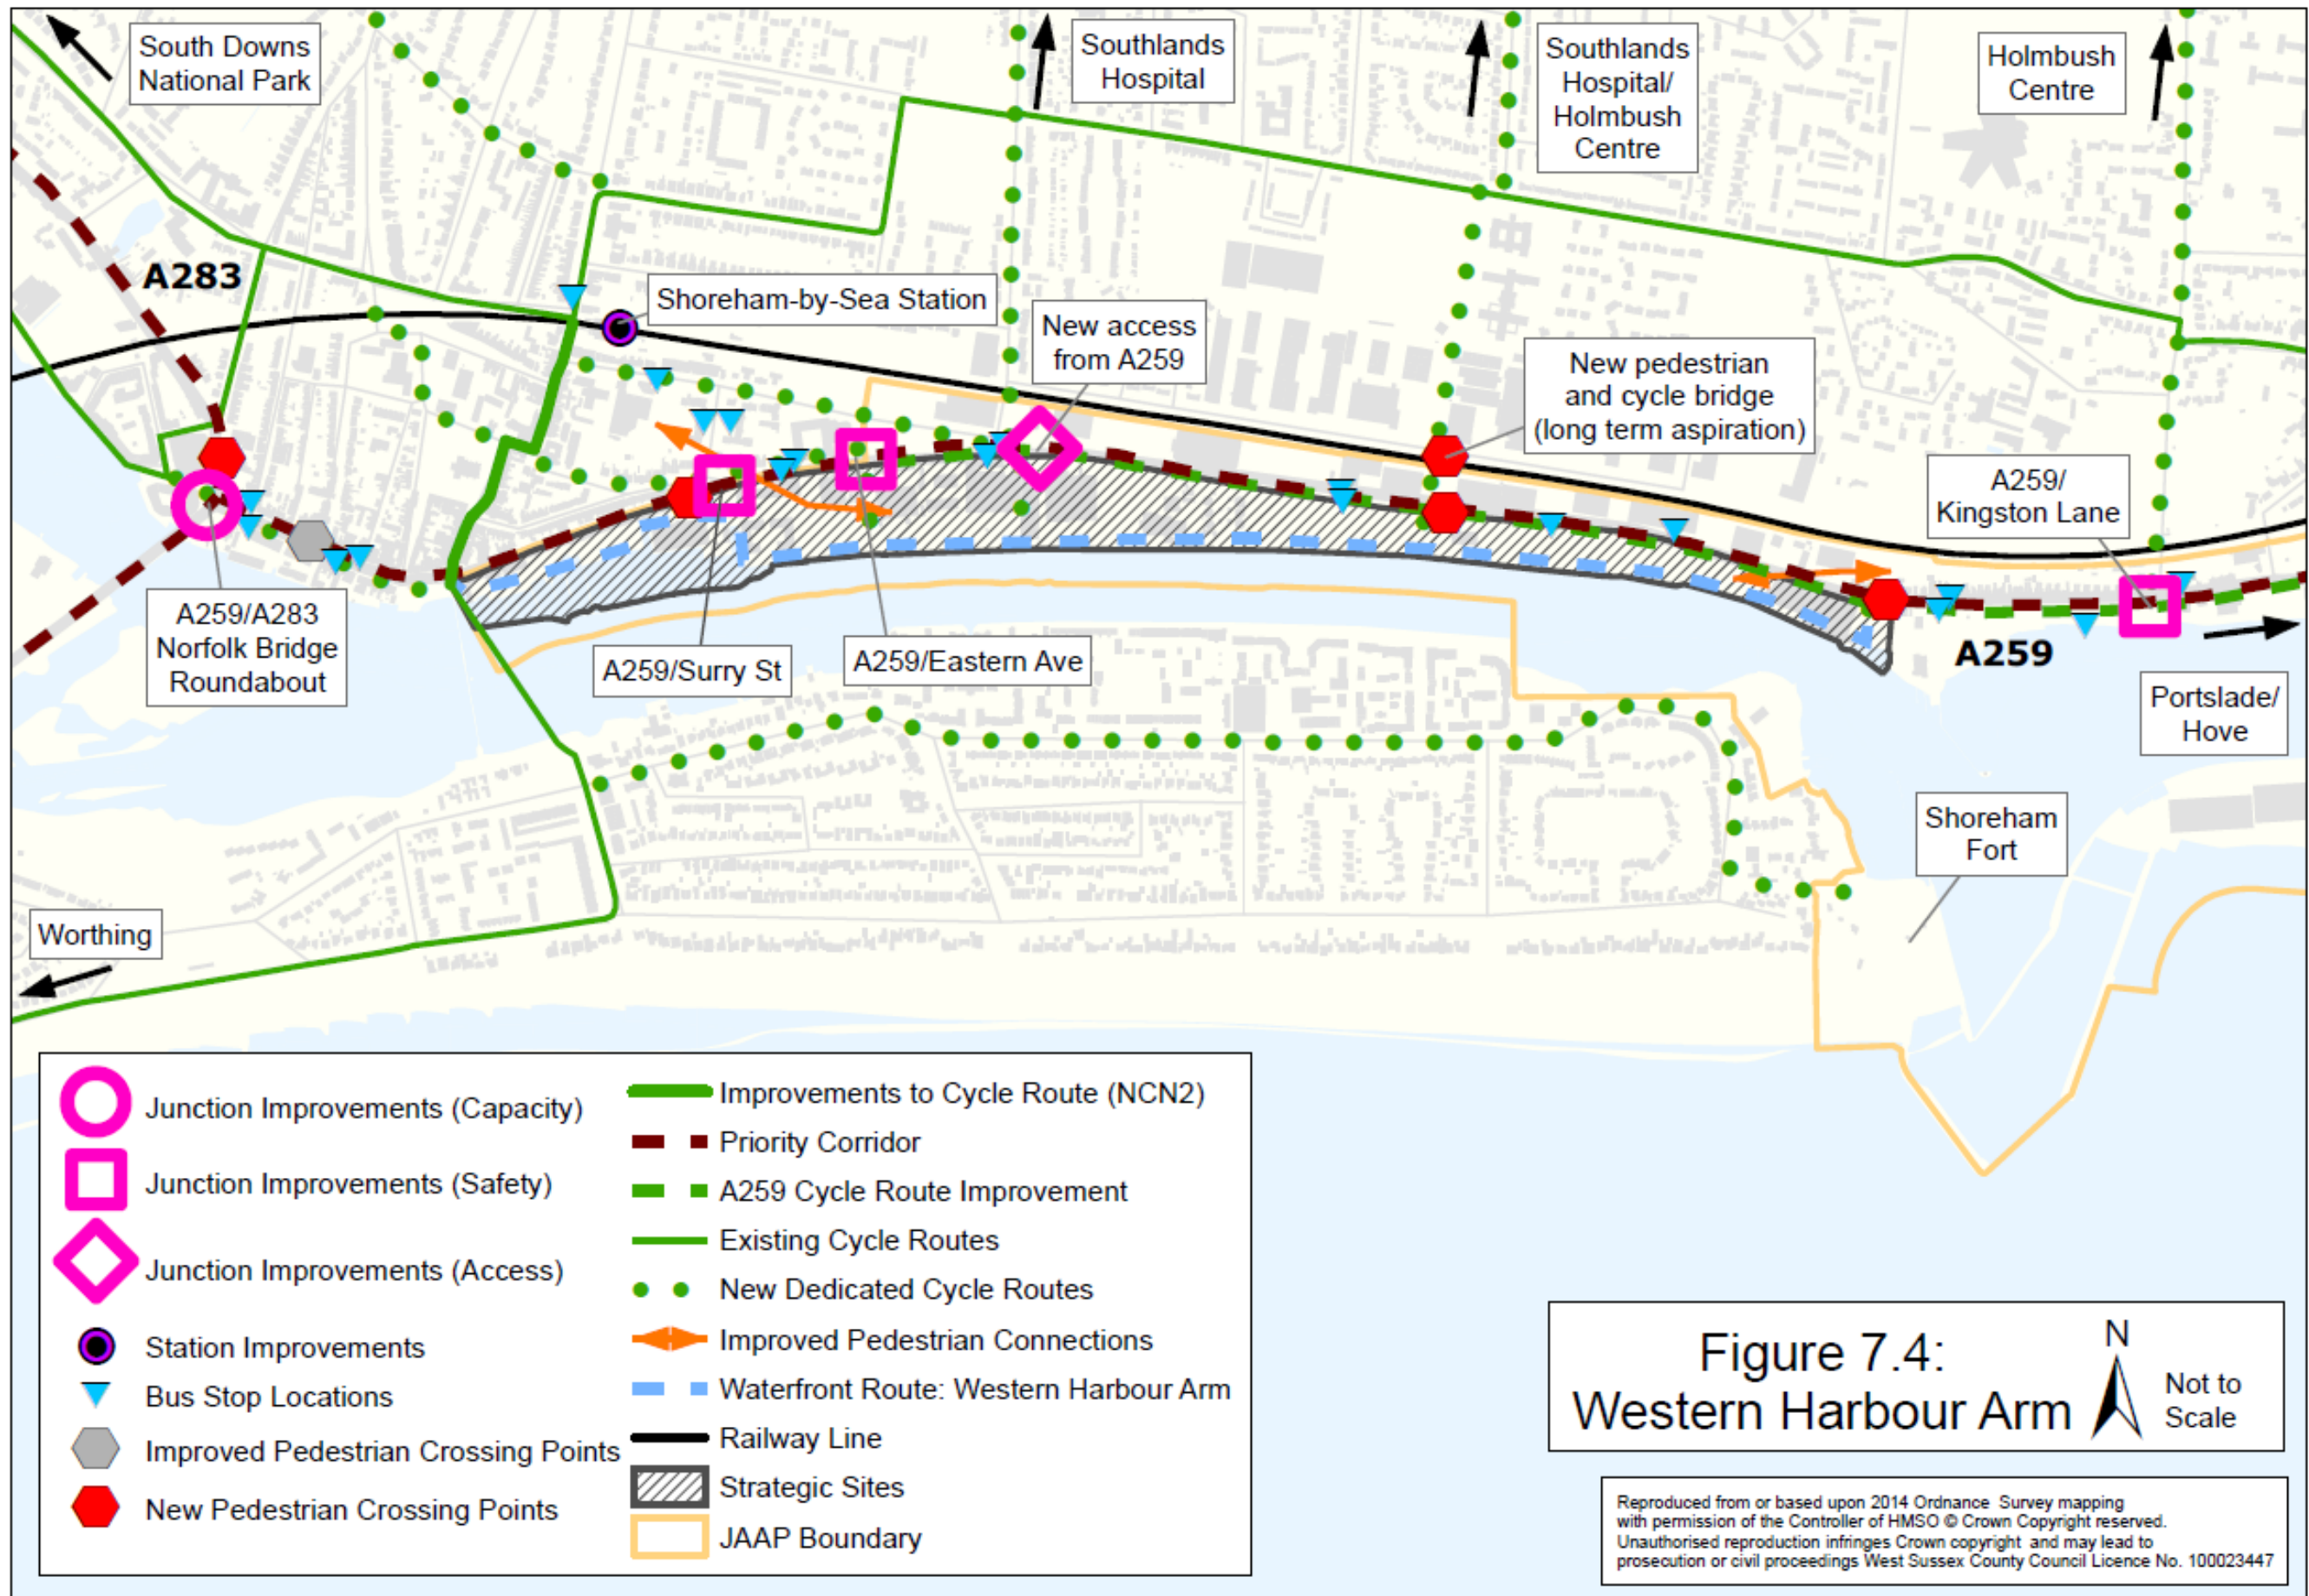 South Downs
National Park
Southlands
Hospital
Southlands
Hospital/
Holmbush
Centre
Holmbush
Centre
A283
Shoreham-by-Sea Station
New access
from A259
New pedestrian
and cycle bridge
(long term aspiration)
A259/
Kingston Lane
A259/A283
Norfolk Bridge
Roundabout
A259/Surry St
A259/Eastern Ave
A259
Portslade/
Hove
Shoreham
Fort
Worthing
Junction Improvements (Capacity)
Junction Improvements (Safety)
Junction Improvements (Access)
Station Improvements
Bus Stop Locations
Improved Pedestrian Crossing Points
New Pedestrian Crossing Points
Improvements to Cycle Route (NCN2)
Priority Corridor
A259 Cycle Route Improvement
Existing Cycle Routes
New Dedicated Cycle Routes
Improved Pedestrian Connections
Waterfront Route: Western Harbour Arm
Railway Line
Strategic Sites
JAAP Boundary
Figure 7.4:
Western Harbour Arm
N
Not to
Scale
Reproduced from or based upon 2014 Ordnance Survey mapping
with permission of the Controller of HMSO © Crown Copyright reserved.
Unauthorised reproduction infringes Crown copyright and may lead to
prosecution or civil proceedings West Sussex County Council Licence No. 100023447